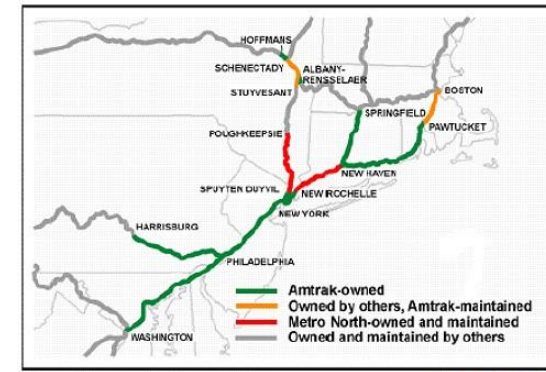 HOFFMANS
SCHENECTADY
ALBANY-
RENSSELAER
STUYVESANT
BOSTON
SPRINGFIELD
PAWTUCKET
POUGHKEEPSIE
NEW HAVEN
SPUYTEN DUYVIL
NEW ROCHELLE
NEW YORK
HARRISBURG
PHILADELPHIA
Amtrak-owned
Owned by others, Amtrak-maintained
Metro North-owned and maintained
Owned and maintained by others
WASHINGTON